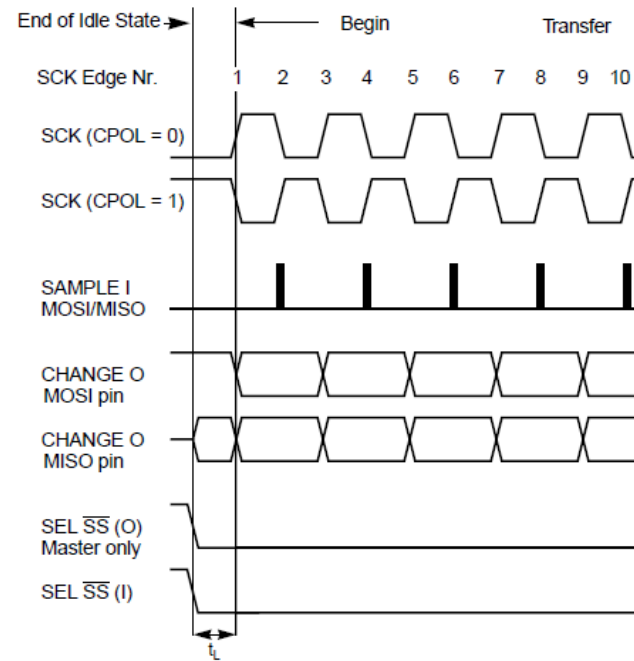 End of Idle State Begin Transfer
SCK Edge Nr. 1 2 3 4 5 6 7 8 9 10
SCK (CPOL = 0)
SCK (CPOL = 1)
SAMPLE I
MOSI/MISO
CHANGE O
MOSI pin
CHANGE O
MISO pin
SEL S̅S̅ (O)
Master only
SEL S̅S̅ (I)
tL